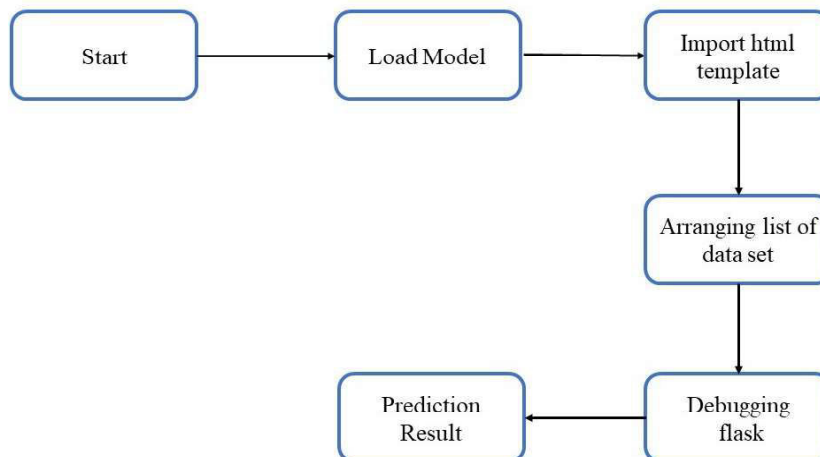 Start
Load Model
Import html
template
Arranging list of
data set
Debugging
flask
Prediction
Result